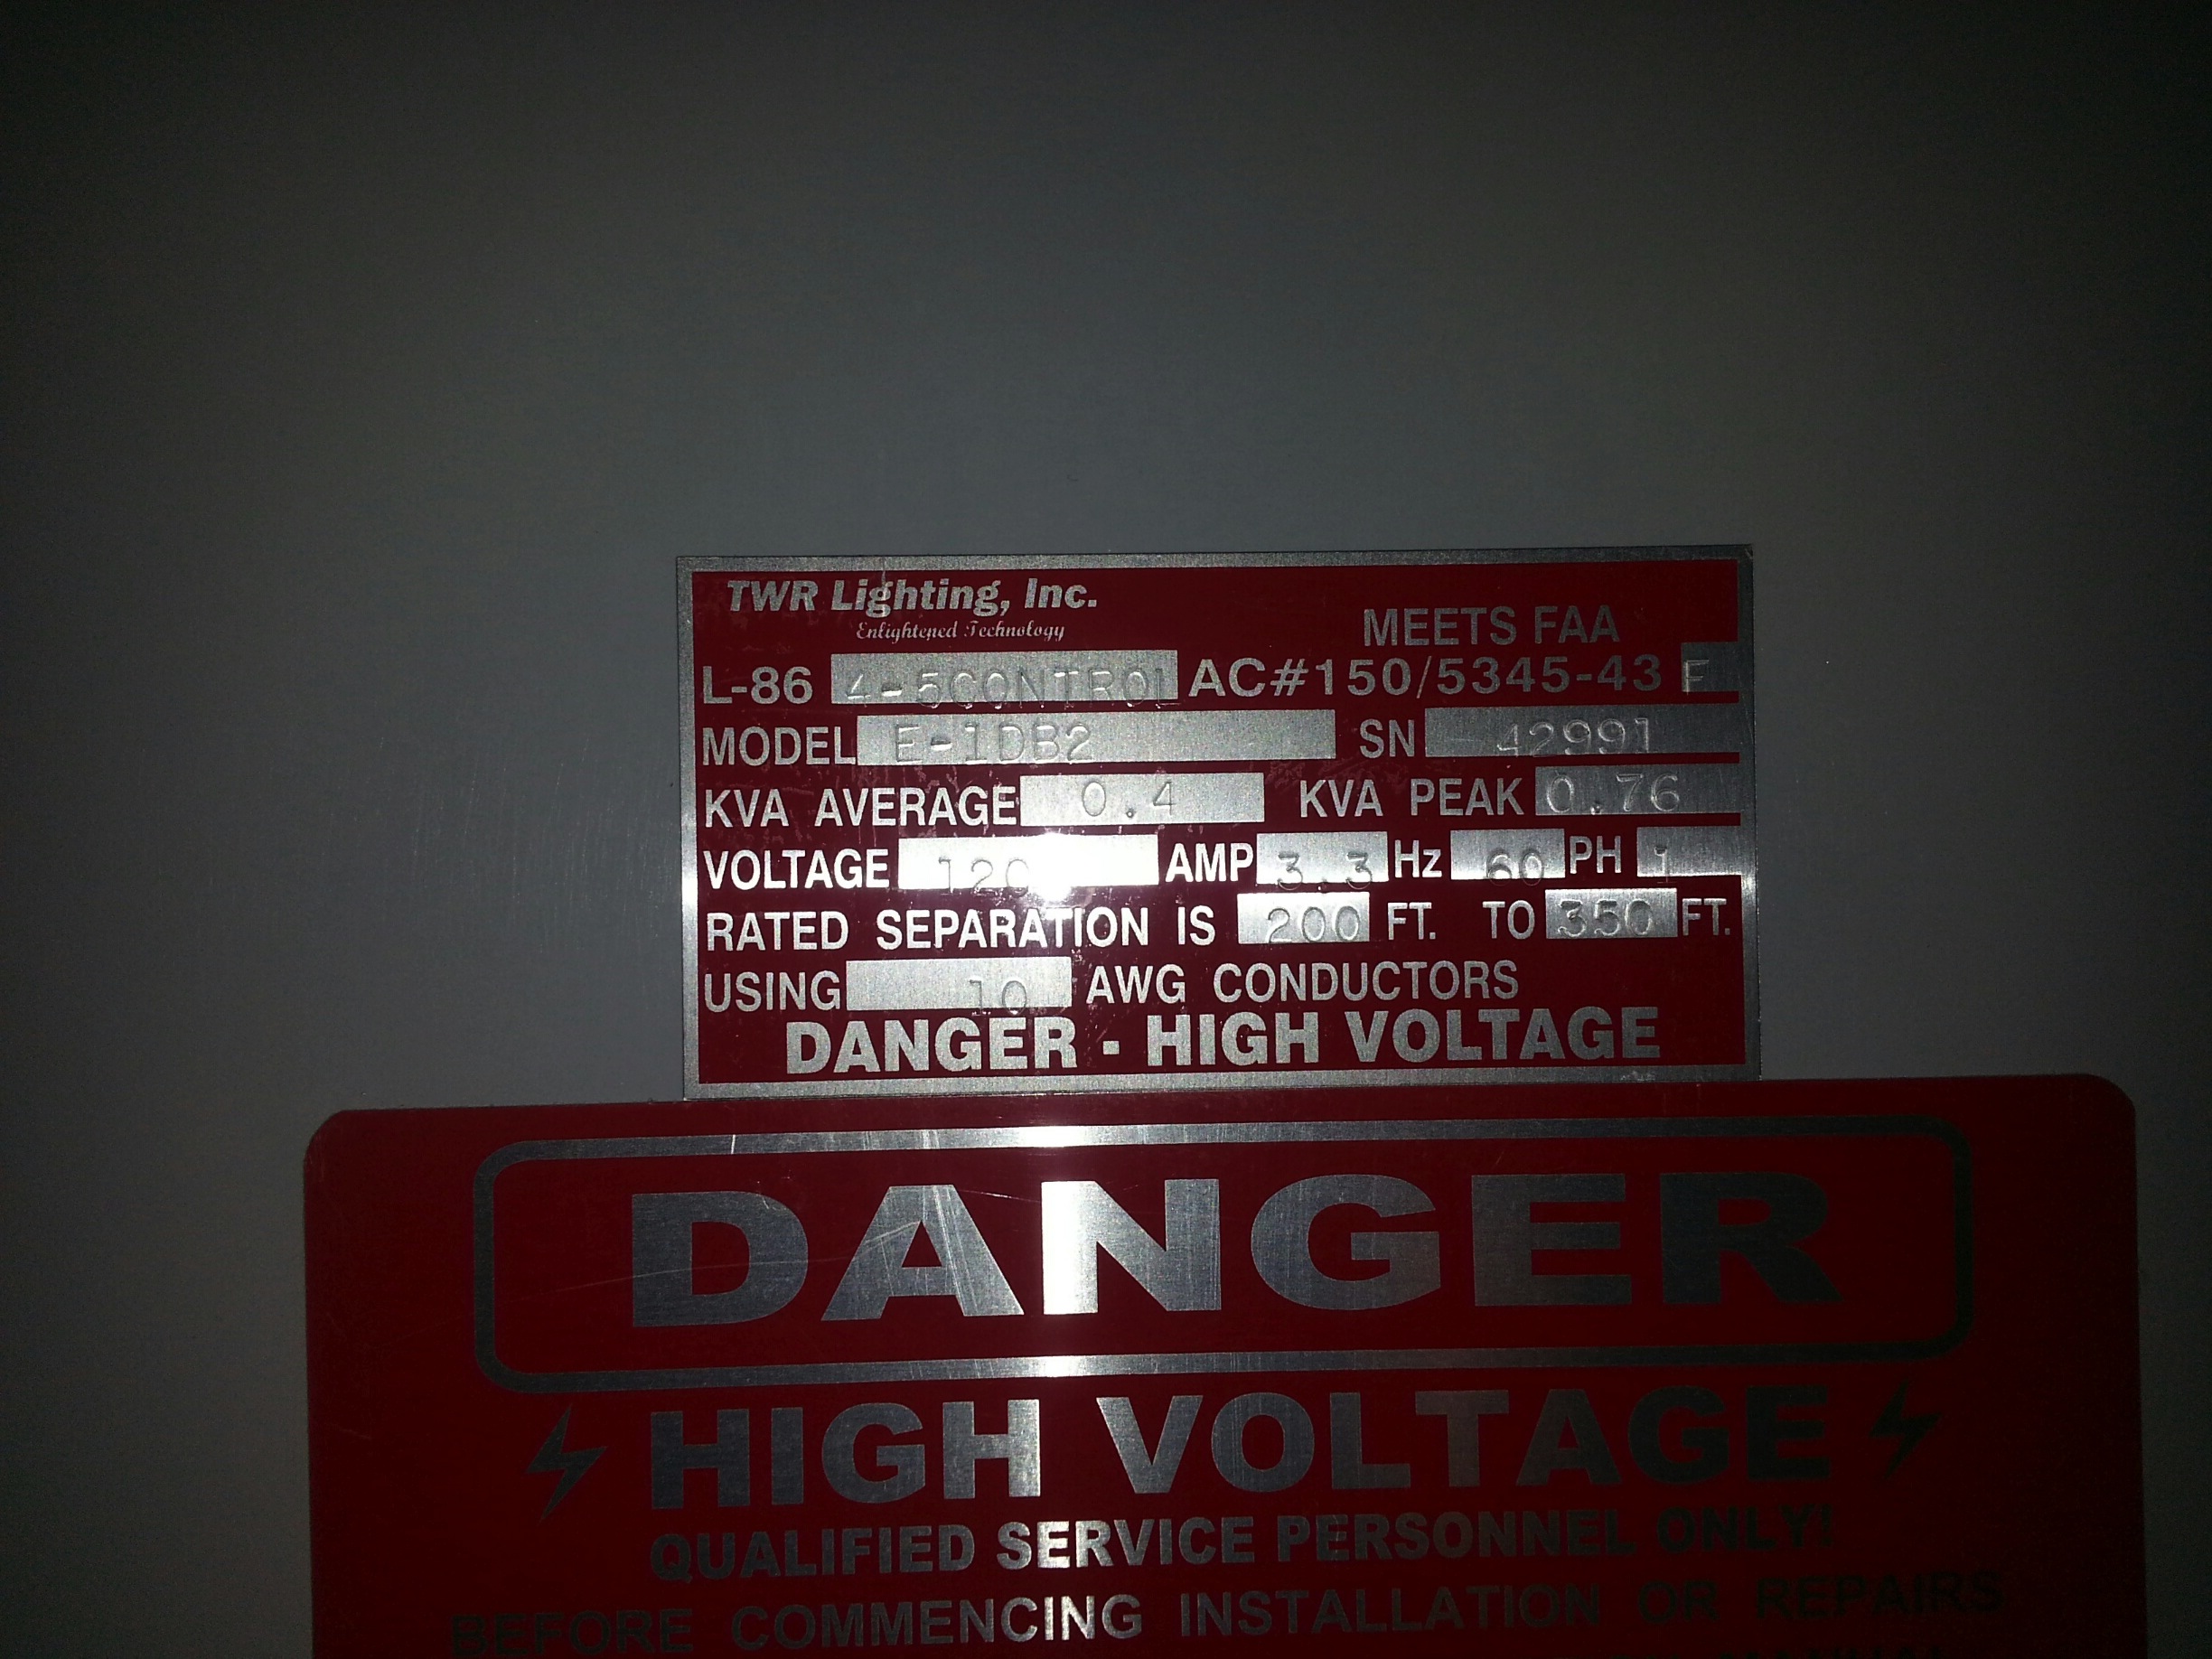 TWR Lighting, Inc.
Enlightened Technology
MEETS FAA
L-86 4-5CONTROL AC#150/5345-43 F
MODEL E-1DB2 SN 42991
KVA AVERAGE 0.4 KVA PEAK 0.76
VOLTAGE 120 AMP 3.3 Hz 60 PH 1
RATED SEPARATION IS 200 FT. TO 350 FT.
USING 10 AWG CONDUCTORS
DANGER - HIGH VOLTAGE
DANGER
HIGH VOLTAGE
QUALIFIED SERVICE PERSONNEL ONLY!
BEFORE COMMENCING INSTALLATION OR REPAIRS